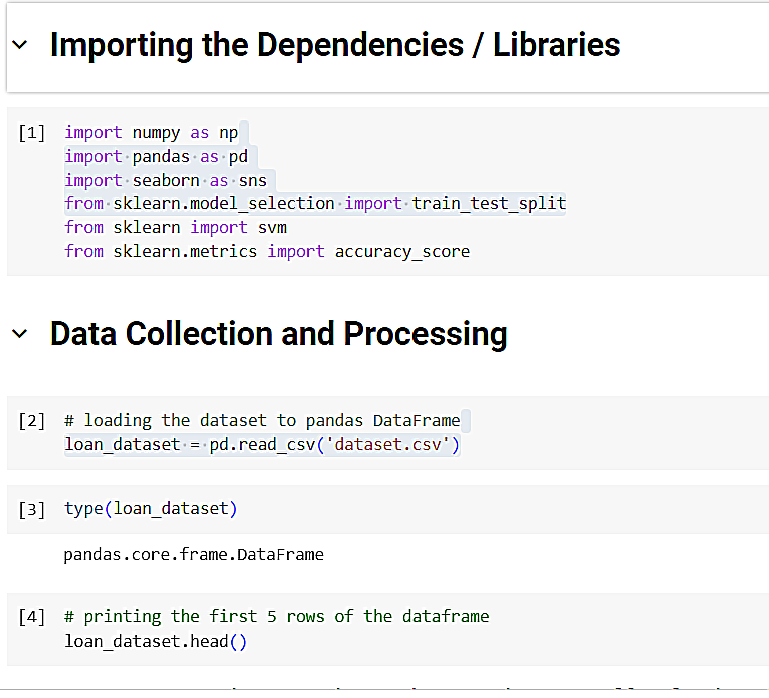 Importing the Dependencies / Libraries
[1] import numpy as np
import pandas as pd
import seaborn as sns
from sklearn.model_selection import train_test_split
from sklearn import svm
from sklearn.metrics import accuracy_score
Data Collection and Processing
[2] # loading the dataset to pandas DataFrame
loan_dataset = pd.read_csv('dataset.csv')
[3] type(loan_dataset)
pandas.core.frame.DataFrame
[4] # printing the first 5 rows of the dataframe
loan_dataset.head()